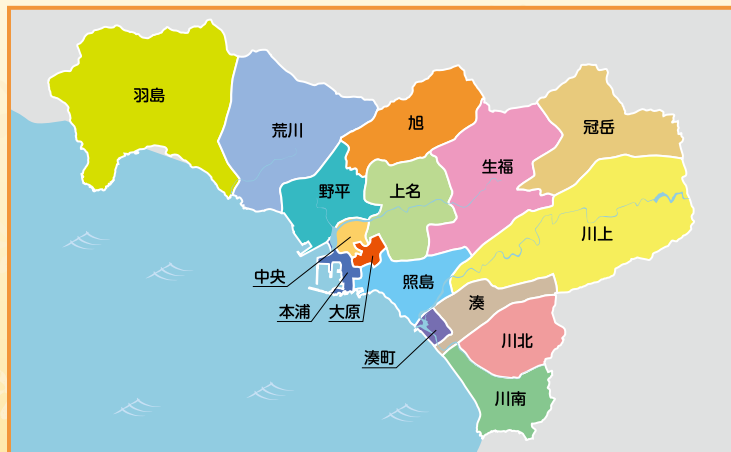 羽島
荒川
旭
冠岳
生福
野平
上名
川上
中央
照島
本浦
大原
湊
川北
湊町
川南